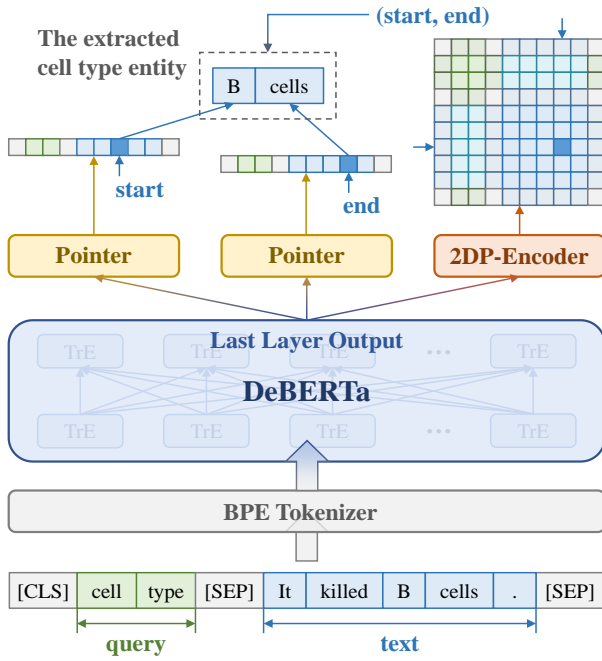 (start, end)
The extracted
cell type entity
B cells
start
end
Pointer
Pointer
2DP-Encoder
Last Layer Output
TrE TrE TrE ... TrE
DeBERTa
TrE TrE TrE ... TrE
BPE Tokenizer
[CLS] cell type [SEP] It killed B cells . [SEP]
query text